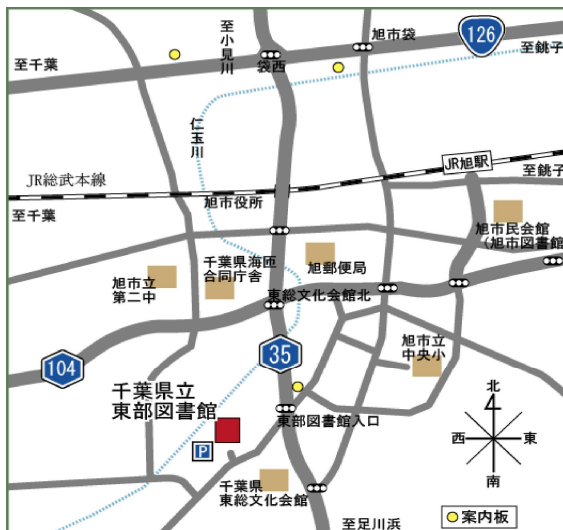 至小見川
126
旭市袋
至千葉
袋西
至銚子
仁玉川
JR旭駅
JR総武本線
至銚子
旭市役所
至千葉
旭市民会館
(旭市図書館
千葉県海匝
合同庁舎
旭郵便局
旭市立
第二中
東総文化会館北
35
旭市立
中央小
104
千葉県立
東部図書館
東部図書館入口
北
西
東
南
P
千葉県
東総文化会館
至足川浜
案内板